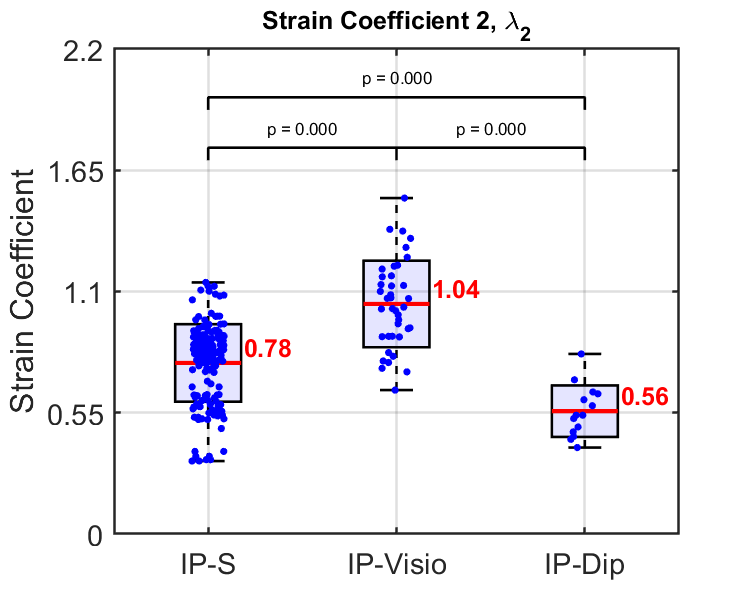 Strain Coefficient 2, λ2
2.2
1.65
1.1
0.55
0
Strain Coefficient
p = 0.000
p = 0.000
p = 0.000
0.78
1.04
0.56
IP-S
IP-Visio
IP-Dip